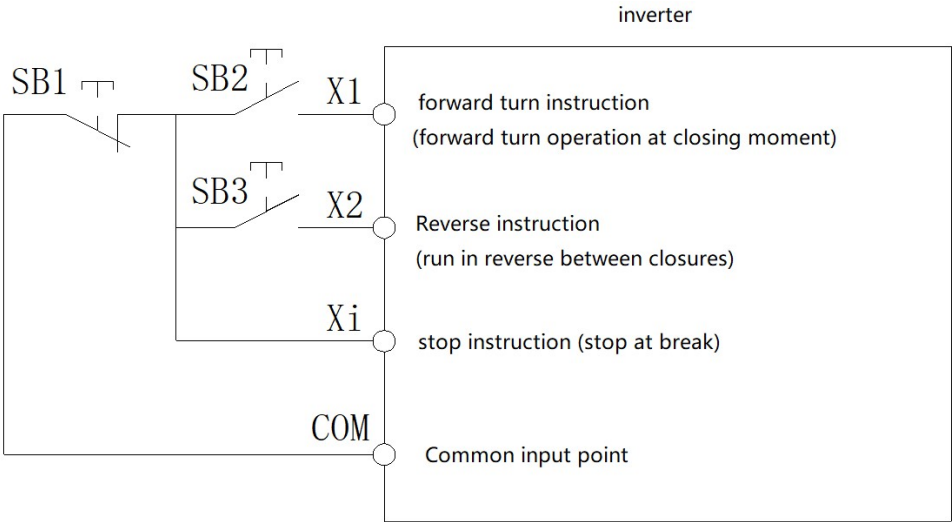 inverter
SB1
SB2
X1
forward turn instruction
(forward turn operation at closing moment)
SB3
X2
Reverse instruction
(run in reverse between closures)
Xi
stop instruction (stop at break)
COM
Common input point